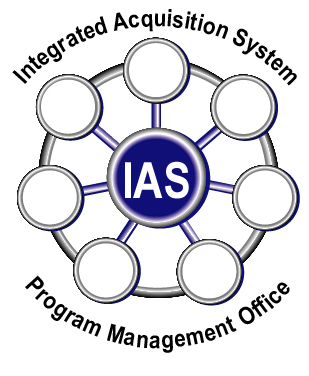 Integrated Acquisition System
IAS
Program Management Office